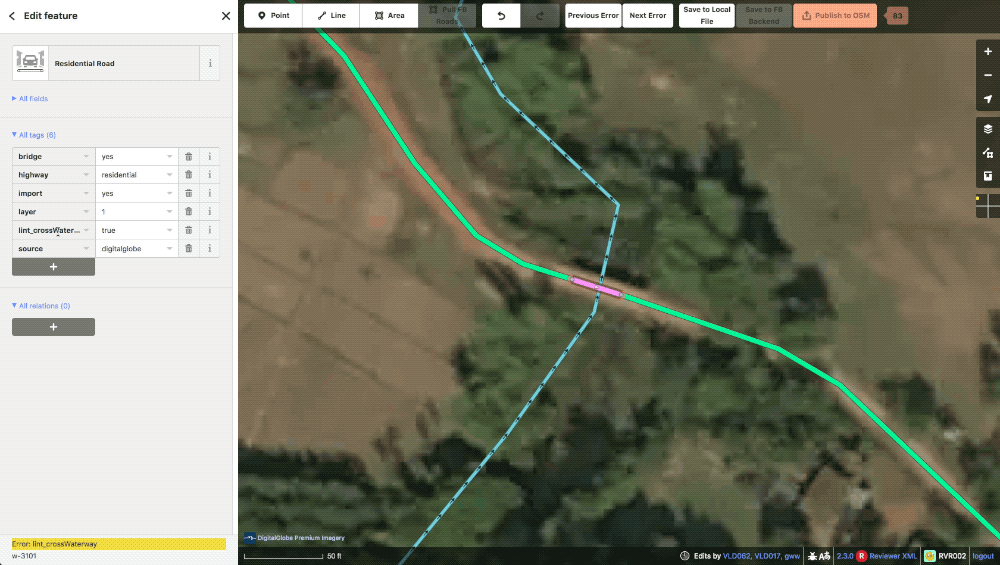 Edit feature
Point
Line
Area
Pull FB
Roads
Previous Error
Next Error
Save to Local
File
Save to FB
Backend
Publish to OSM
83
Residential Road
All fields
All tags (6)
bridge yes
highway residential
import yes
layer 1
lint_crossWater... true
source digitalglobe
All relations (0)
Error: lint_crossWaterway
w-3101
DigitalGlobe Premium Imagery
50 ft
Edits by VLD062, VLD017, gww
2.3.0
R Reviewer XML
RVR002
logout